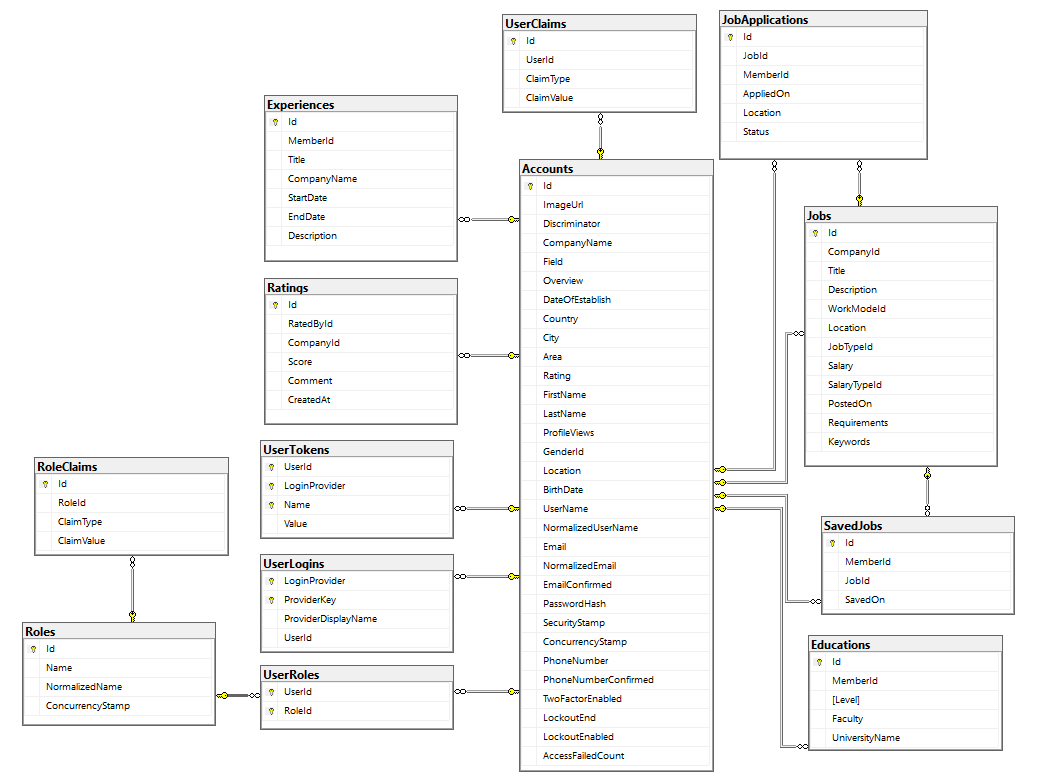 UserClaims
Id
UserId
ClaimType
ClaimValue
JobApplications
Id
JobId
MemberId
AppliedOn
Location
Status
Experiences
Id
MemberId
Title
CompanyName
StartDate
EndDate
Description
Accounts
Id
ImageUrl
Discriminator
CompanyName
Field
Overview
DateOfEstablish
Country
City
Area
Rating
FirstName
LastName
ProfileViews
GenderId
Location
BirthDate
UserName
NormalizedUserName
Email
NormalizedEmail
EmailConfirmed
PasswordHash
SecurityStamp
ConcurrencyStamp
PhoneNumber
PhoneNumberConfirmed
TwoFactorEnabled
LockoutEnd
LockoutEnabled
AccessFailedCount
Jobs
Id
CompanyId
Title
Description
WorkModeId
Location
JobTypeId
Salary
SalaryTypeId
PostedOn
Requirements
Keywords
Ratings
Id
RatedById
CompanyId
Score
Comment
CreatedAt
UserTokens
UserId
LoginProvider
Name
Value
RoleClaims
Id
RoleId
ClaimType
ClaimValue
SavedJobs
Id
MemberId
JobId
SavedOn
UserLogins
LoginProvider
ProviderKey
ProviderDisplayName
UserId
Roles
Id
Name
NormalizedName
ConcurrencyStamp
UserRoles
UserId
RoleId
Educations
Id
MemberId
[Level]
Faculty
UniversityName